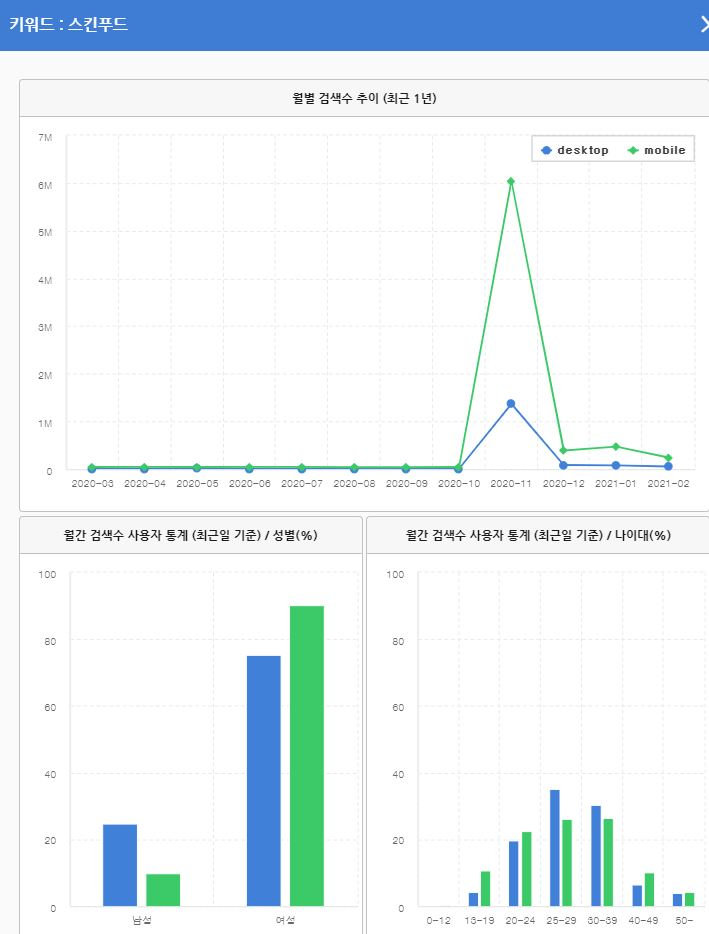 키워드 : 스킨푸드
월별 검색수 추이 (최근 1년)
desktop mobile
7M
6M
5M
4M
3M
2M
1M
0
2020-03 2020-04 2020-05 2020-06 2020-07 2020-08 2020-09 2020-10 2020-11 2020-12 2021-01 2021-02
월간 검색수 사용자 통계 (최근일 기준) / 성별(%)
100
80
60
40
20
0
남성 여성
월간 검색수 사용자 통계 (최근일 기준) / 나이대(%)
100
80
60
40
20
0
0-12 13-19 20-24 25-29 30-39 40-49 50-